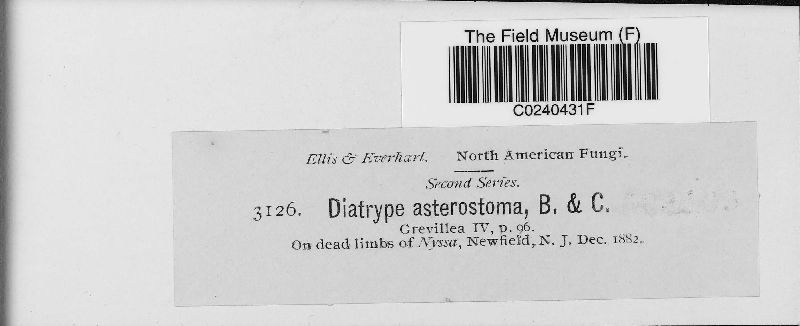 The Field Museum (F)
C0240431F
Ellis & Everhart. North American Fungi.
Second Series.
3126. Diatrype asterostoma, B. & C.
Grevillea IV, p. 96.
On dead limbs of Nyssa, Newfield, N. J. Dec. 1882.